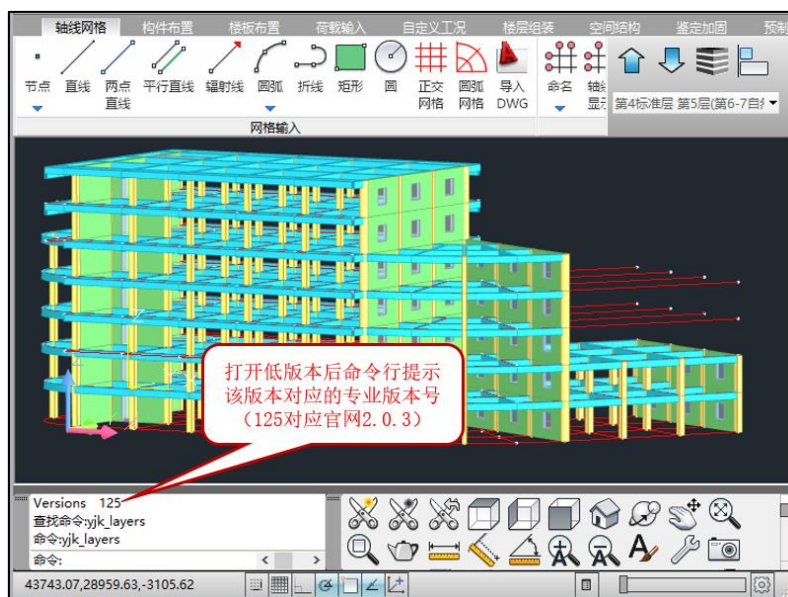 轴线网格 构件布置 楼板布置 荷载输入 自定义工况 楼层组装 空间结构 鉴定加固 预制
节点 直线 两点直线 平行直线 辐射线 圆弧 折线 矩形 圆 正交网格 圆弧网格 导入DWG 命名 轴线显示
第4标准层 第5层(第6-7自
网格输入
打开低版本后命令行提示
该版本对应的专业版本号
(125对应官网2.0.3)
Versions 125
查找命令:yjk_layers
命令:yjk_layers
命令:
43743.07,28959.63,-3105.62